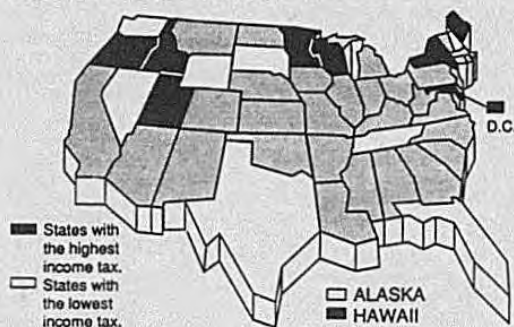 D.C.
States with
the highest
income tax.
States with
the lowest
income tax.
ALASKA
HAWAII